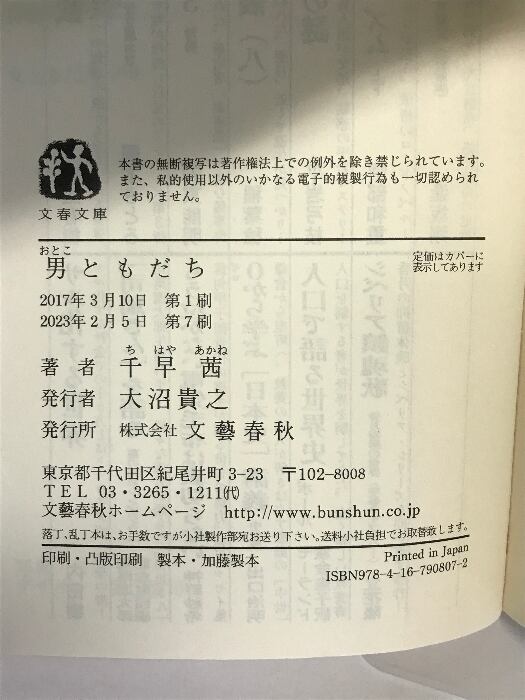 本書の無断複写は著作権法上での例外を除き禁じられています。
また、私的使用以外のいかなる電子的複製行為も一切認められ
ておりません。
文春文庫
おとこ
男ともだち
定価はカバーに
表示してあります
2017年3月10日 第1刷
2023年2月5日 第7刷
ち はや あかね
著者 千早茜
発行者 大沼貴之
発行所 株式会社 文藝春秋
東京都千代田区紀尾井町3-23 〒102-8008
TEL 03・3265・1211㈹
文藝春秋ホームページ http://www.bunshun.co.jp
落丁、乱丁本は、お手数ですが小社製作部宛お送り下さい。送料小社負担でお取替致します。
印刷・凸版印刷 製本・加藤製本
Printed in Japan
ISBN978-4-16-790807-2